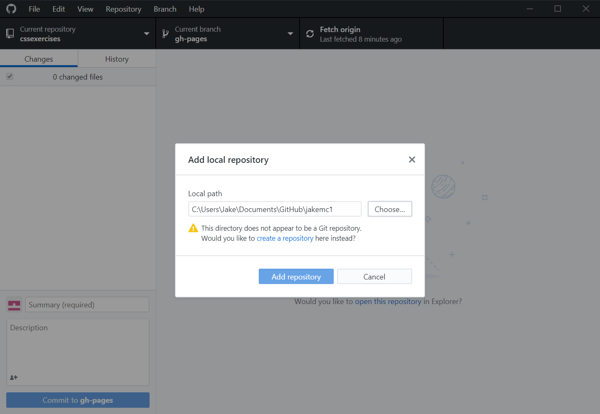 File Edit View Repository Branch Help
Current repository
cssexercises
Current branch
gh-pages
Fetch origin
Last fetched 8 minutes ago
Changes History
0 changed files
Add local repository
Local path
C:\Users\Jake\Documents\GitHub\jakemc1
Choose...
This directory does not appear to be a Git repository.
Would you like to create a repository here instead?
Add repository Cancel
Would you like to open this repository in Explorer?
Summary (required)
Description
Commit to gh-pages